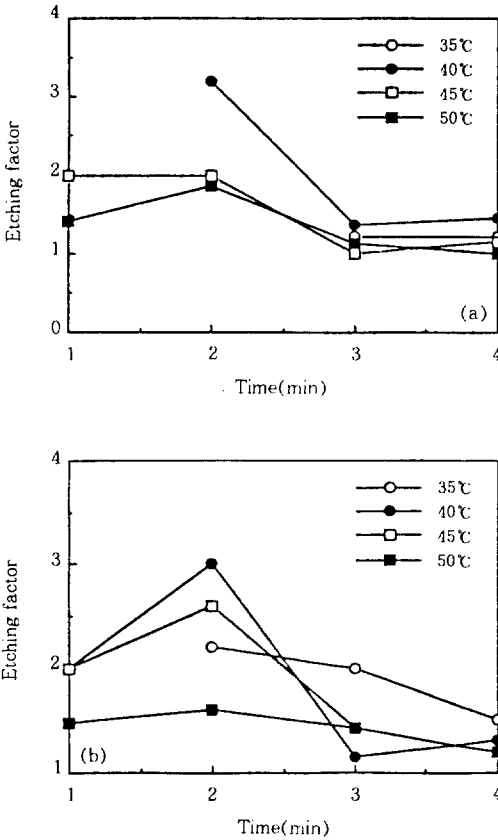 4
3
2
1
0
Etching factor
35℃
40℃
45℃
50℃
(a)
1 2 3 4
Time(min)
4
3
2
1
Etching factor
35℃
40℃
45℃
50℃
(b)
1 2 3 4
Time(min)